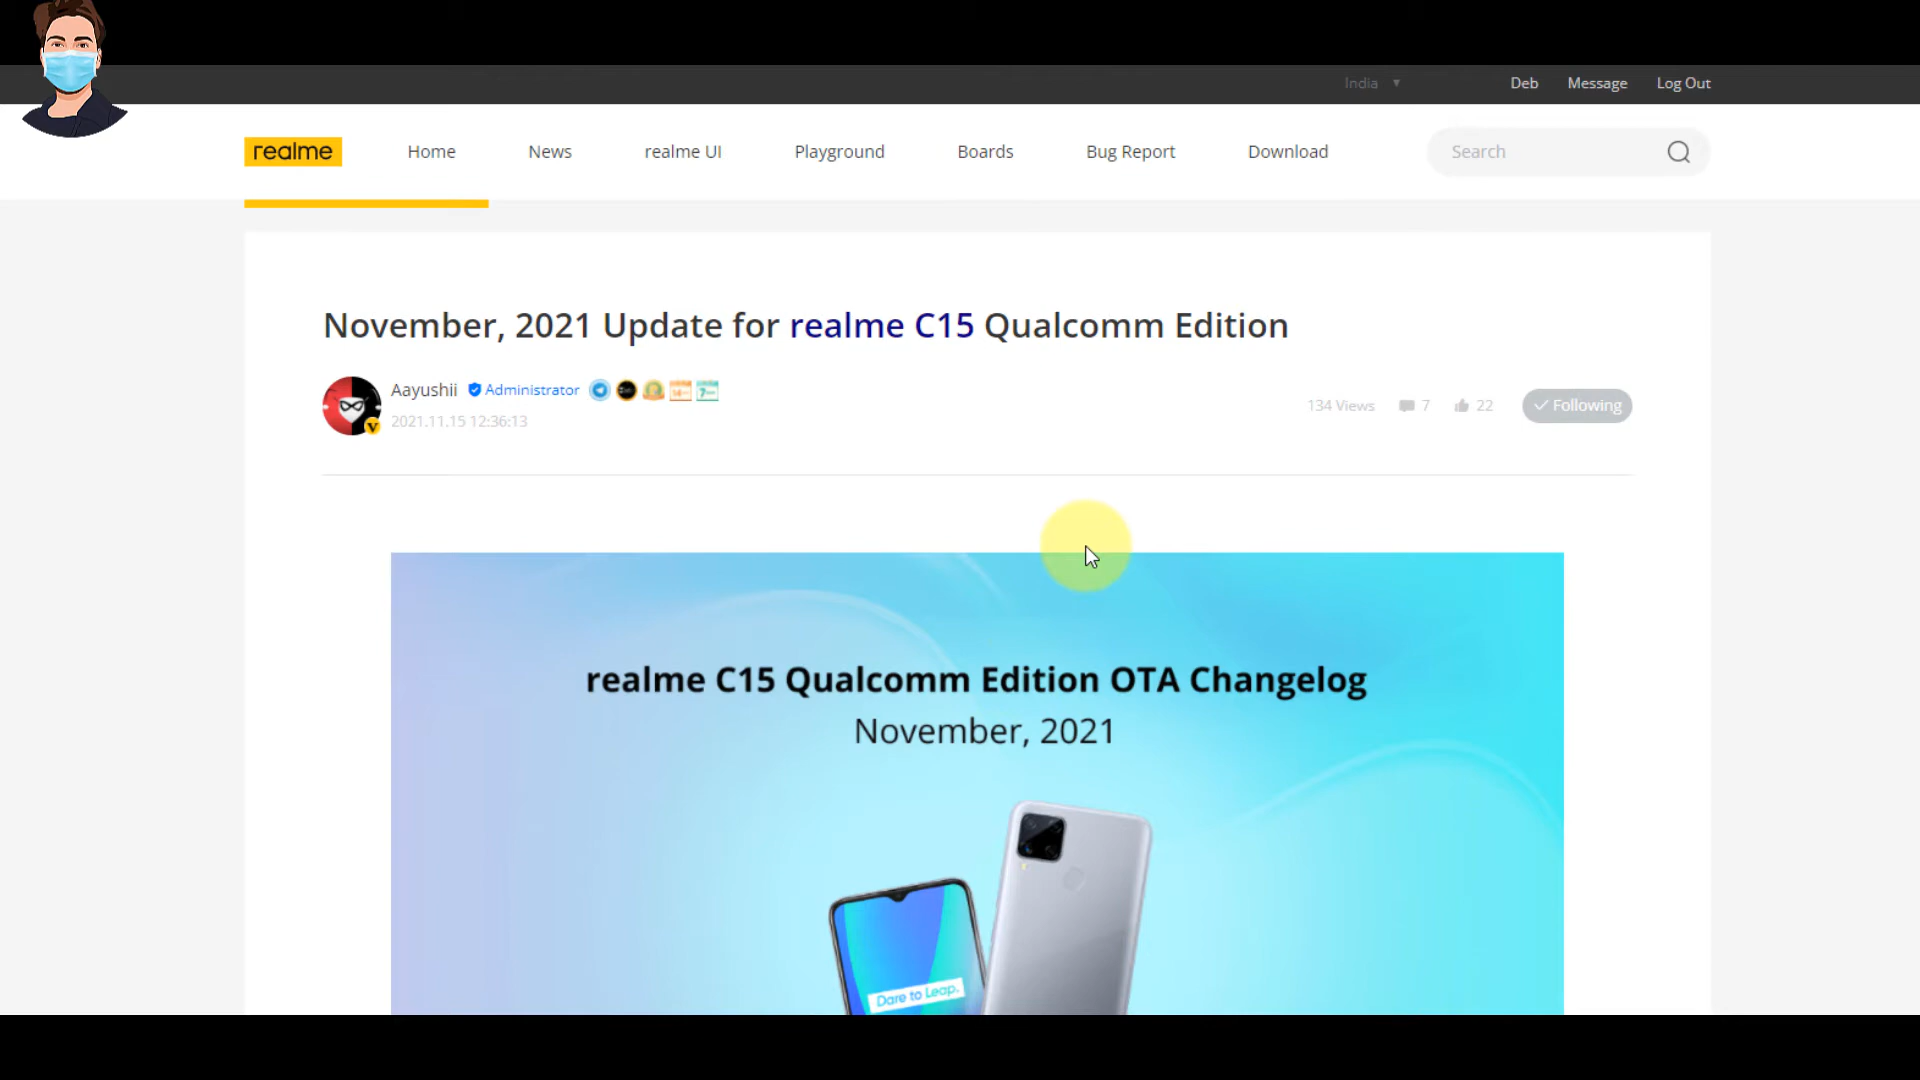 India Deb Message Log Out
realme Home News realme UI Playground Boards Bug Report Download Search
November, 2021 Update for realme C15 Qualcomm Edition
Aayushii Administrator
2021.11.15 12:36:13
134 Views 7 22 Following
realme C15 Qualcomm Edition OTA Changelog
November, 2021
Dare to Leap.